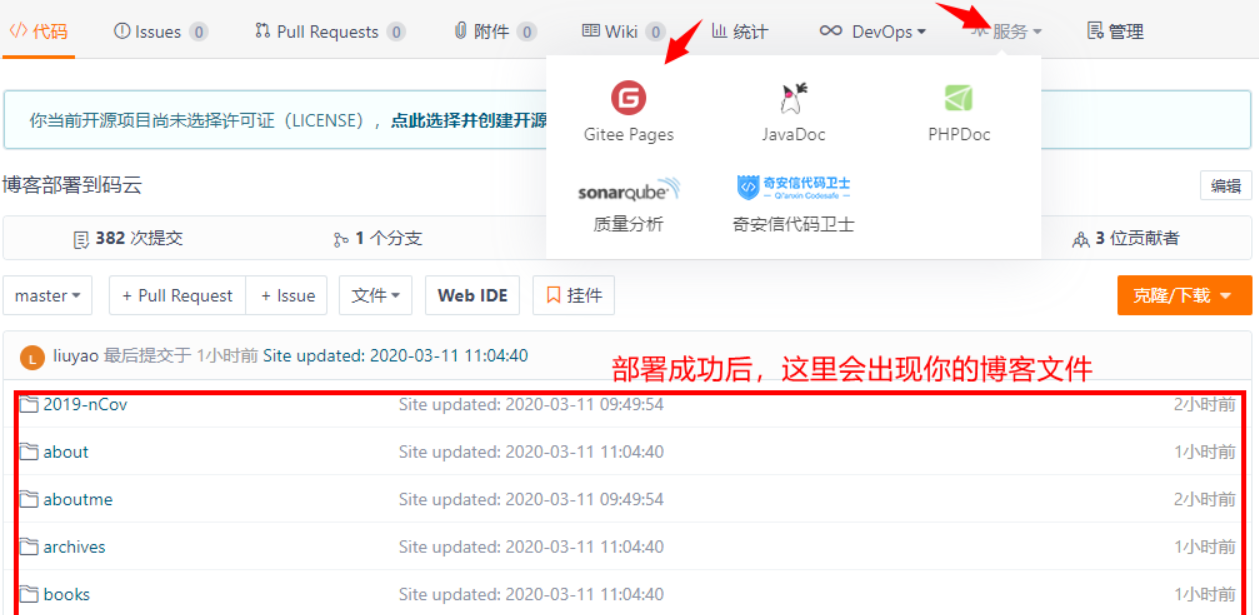 代码 Issues 0 Pull Requests 0 附件 0 Wiki 0 统计 DevOps 服务 管理
你当前开源项目尚未选择许可证（LICENSE），点此选择并创建开源
Gitee Pages JavaDoc PHPDoc
博客部署到码云 编辑
sonarqube 奇安信代码卫士
Qi'anxin Codesafe
质量分析 奇安信代码卫士
382 次提交 1 个分支 3 位贡献者
master + Pull Request + Issue 文件 Web IDE 挂件 克隆/下载
L liuyao 最后提交于 1小时前 Site updated: 2020-03-11 11:04:40
部署成功后，这里会出现你的博客文件
2019-nCov Site updated: 2020-03-11 09:49:54 2小时前
about Site updated: 2020-03-11 11:04:40 1小时前
aboutme Site updated: 2020-03-11 09:49:54 2小时前
archives Site updated: 2020-03-11 11:04:40 1小时前
books Site updated: 2020-03-11 11:04:40 1小时前